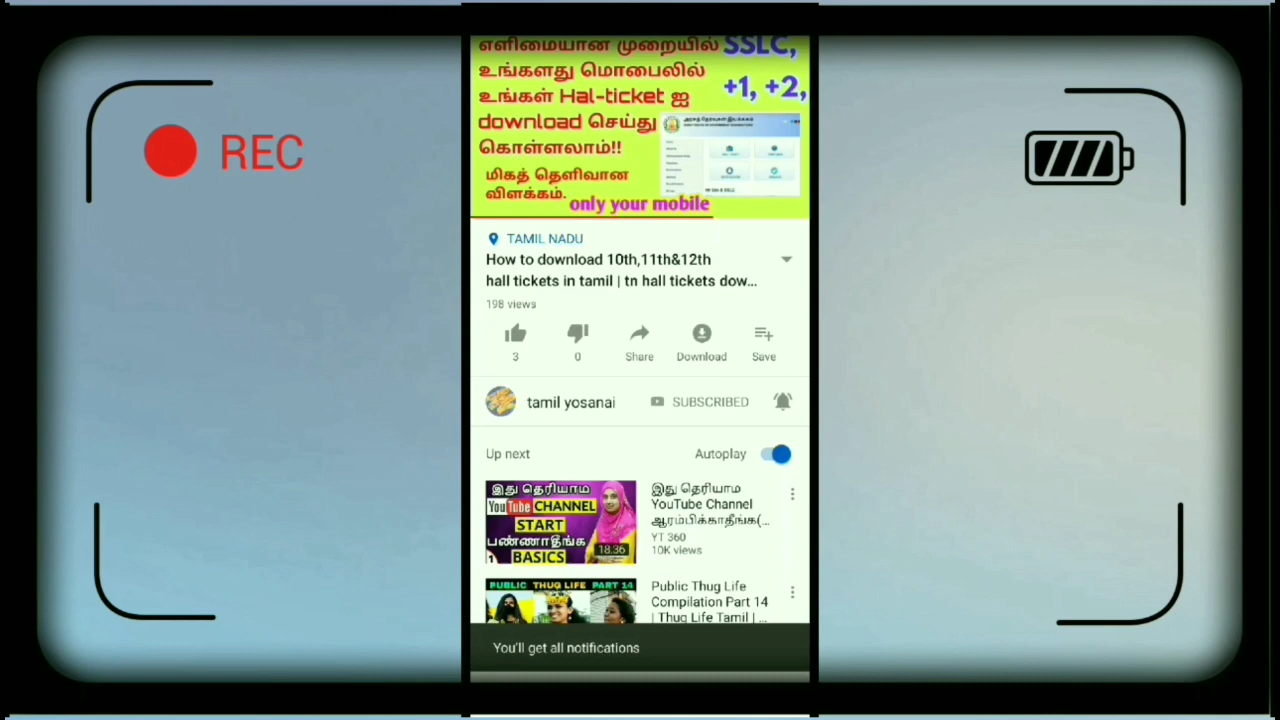 REC
எளிமையான முறையில் SSLC,
உங்களது மொபைலில்
+1, +2,
உங்கள் Hal-ticket ஐ
download செய்து
கொள்ளலாம்!!
மிகத் தெளிவான
விளக்கம்.
only your mobile
அரசுத் தேர்வுகள் இயக்ககம்
TAMIL NADU
How to download 10th,11th&12th
hall tickets in tamil | tn hall tickets dow...
198 views
3 0 Share Download Save
tamil yosanai SUBSCRIBED
Up next Autoplay
இது தெரியாம
YouTube CHANNEL
START
பண்ணாதீங்க
BASICS
18:36
இது தெரியாம
YouTube Channel
ஆரம்பிக்காதீங்க(...
YT 360
10K views
PUBLIC THUG LIFE PART 14
Public Thug Life
Compilation Part 14
| Thug Life Tamil | ...
You'll get all notifications